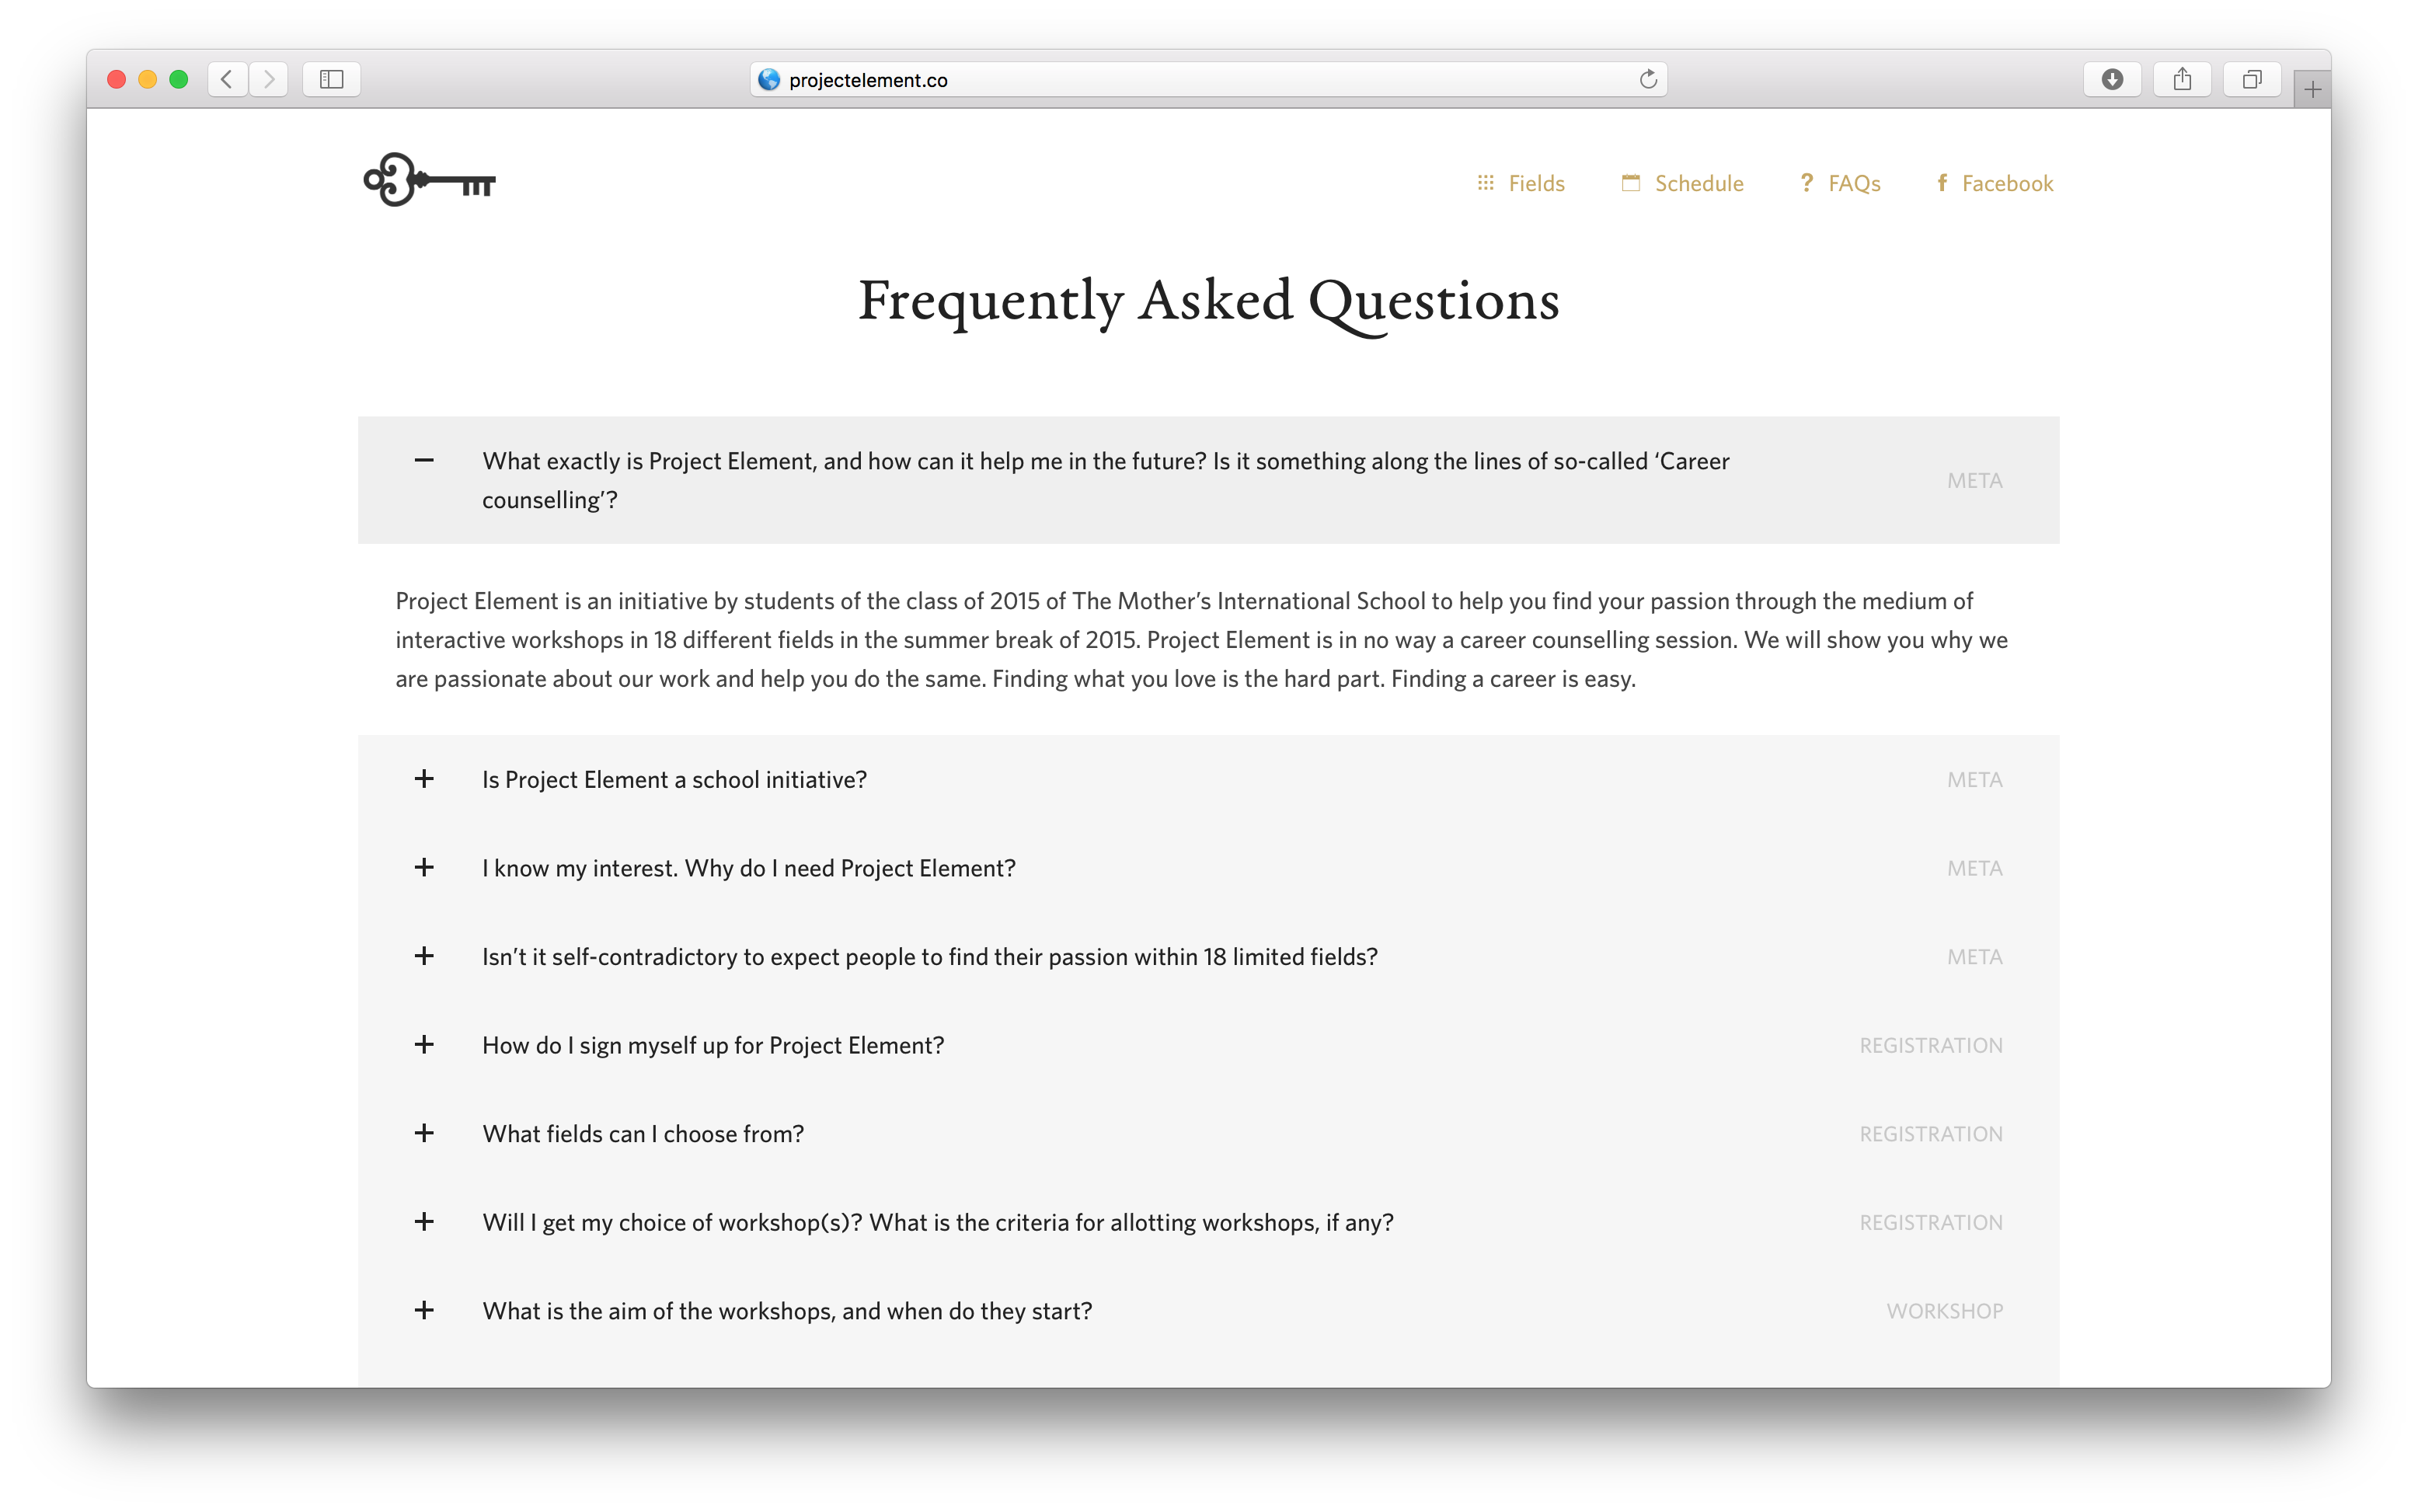 projectelement.co
Fields
Schedule
? FAQs
f Facebook
Frequently Asked Questions
What exactly is Project Element, and how can it help me in the future? Is it something along the lines of so-called ‘Career
counselling’?
META
Project Element is an initiative by students of the class of 2015 of The Mother’s International School to help you find your passion through the medium of
interactive workshops in 18 different fields in the summer break of 2015. Project Element is in no way a career counselling session. We will show you why we
are passionate about our work and help you do the same. Finding what you love is the hard part. Finding a career is easy.
Is Project Element a school initiative?
META
I know my interest. Why do I need Project Element?
META
Isn’t it self-contradictory to expect people to find their passion within 18 limited fields?
META
How do I sign myself up for Project Element?
REGISTRATION
What fields can I choose from?
REGISTRATION
Will I get my choice of workshop(s)? What is the criteria for allotting workshops, if any?
REGISTRATION
What is the aim of the workshops, and when do they start?
WORKSHOP